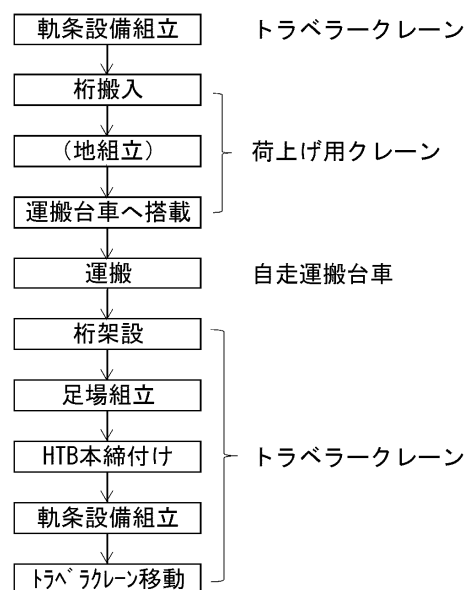 軌条設備組立 トラベラークレーン
桁搬入
(地組立) 荷上げ用クレーン
運搬台車へ搭載
運搬 自走運搬台車
桁架設
足場組立
HTB本締付け トラベラークレーン
軌条設備組立
ﾄﾗﾍﾞﾗｸﾚｰﾝ移動